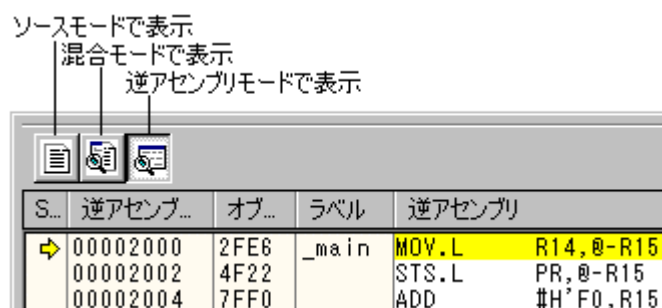 ソースモードで表示
混合モードで表示
逆アセンブリモードで表示
S... 逆アセンブ... オブ... ラベル 逆アセンブリ
00002000 2FE6 _main MOV.L R14,@-R15
00002002 4F22 STS.L PR,@-R15
00002004 7FF0 ADD #H'F0,R15